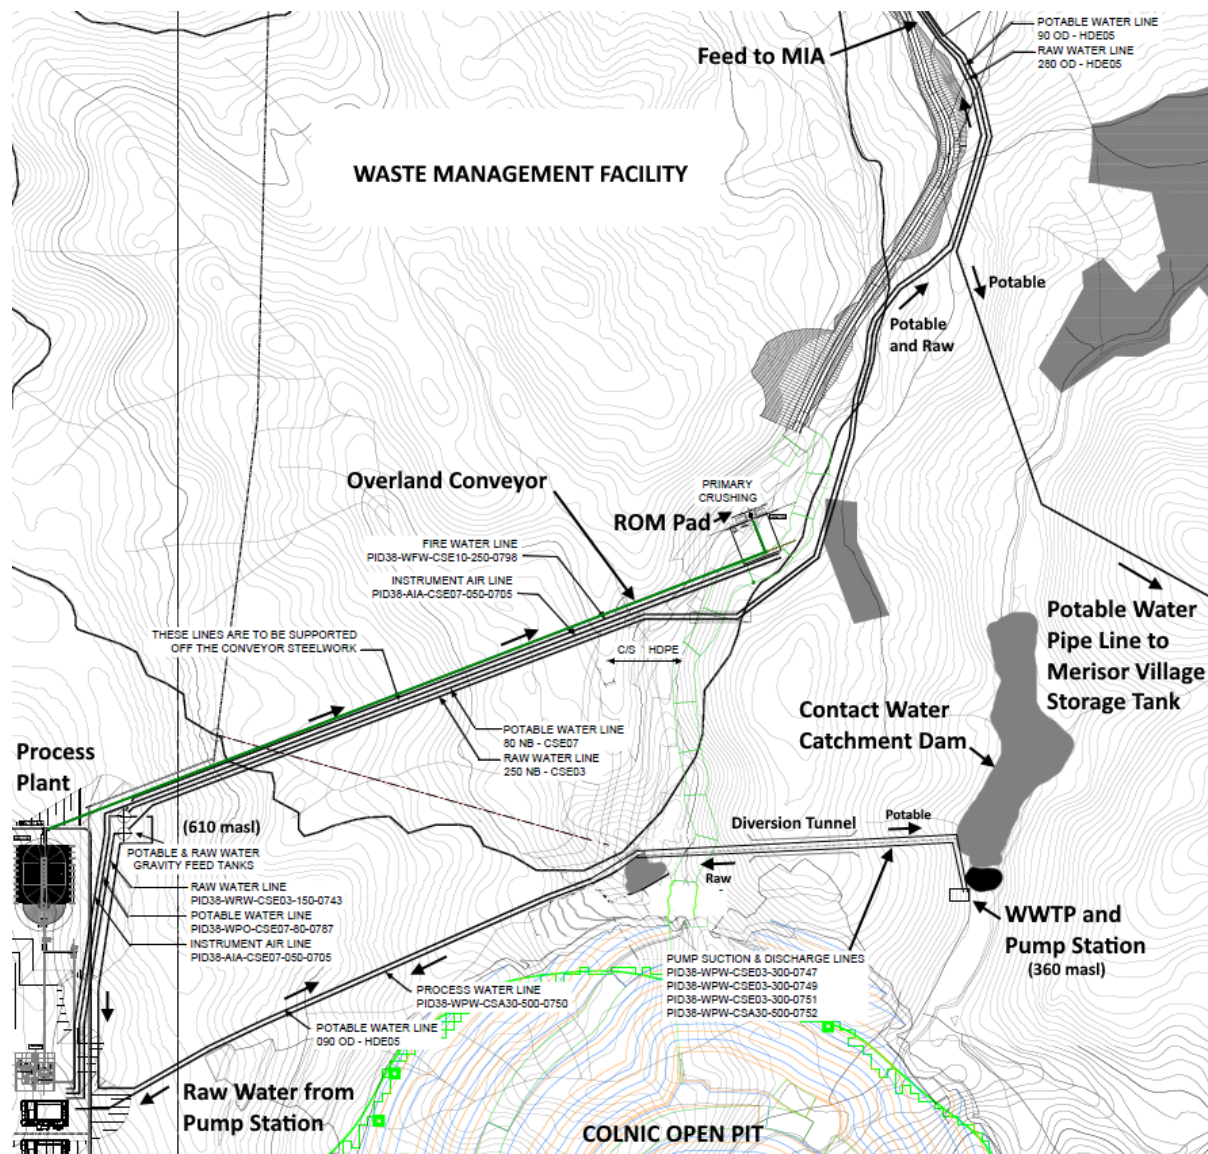 POTABLE WATER LINE
90 OD - HDE05
RAW WATER LINE
280 OD - HDE05
Feed to MIA
WASTE MANAGEMENT FACILITY
Potable
Potable
and Raw
Overland Conveyor
PRIMARY
CRUSHING
ROM Pad
FIRE WATER LINE
PID38-WFW-CSE10-250-0798
INSTRUMENT AIR LINE
PID38-AIA-CSE07-050-0705
THESE LINES ARE TO BE SUPPORTED
OFF THE CONVEYOR STEELWORK
C/S HDPE
Potable Water
Pipe Line to
Merisor Village
Storage Tank
Contact Water
Catchment Dam
POTABLE WATER LINE
80 NB - CSE07
RAW WATER LINE
250 NB - CSE03
Process
Plant
(610 masl)
POTABLE & RAW WATER
GRAVITY FEED TANKS
Diversion Tunnel
Potable
Raw
RAW WATER LINE
PID38-WRW-CSE03-150-0743
POTABLE WATER LINE
PID38-WPO-CSE07-80-0787
INSTRUMENT AIR LINE
PID38-AIA-CSE07-050-0705
WWTP and
Pump Station
(360 masl)
PUMP SUCTION & DISCHARGE LINES
PID38-WPW-CSE03-300-0747
PID38-WPW-CSE03-300-0749
PID38-WPW-CSE03-300-0751
PID38-WPW-CSA30-500-0752
PROCESS WATER LINE
PID38-WPW-CSA30-500-0750
POTABLE WATER LINE
090 OD - HDE05
Raw Water from
Pump Station
COLNIC OPEN PIT